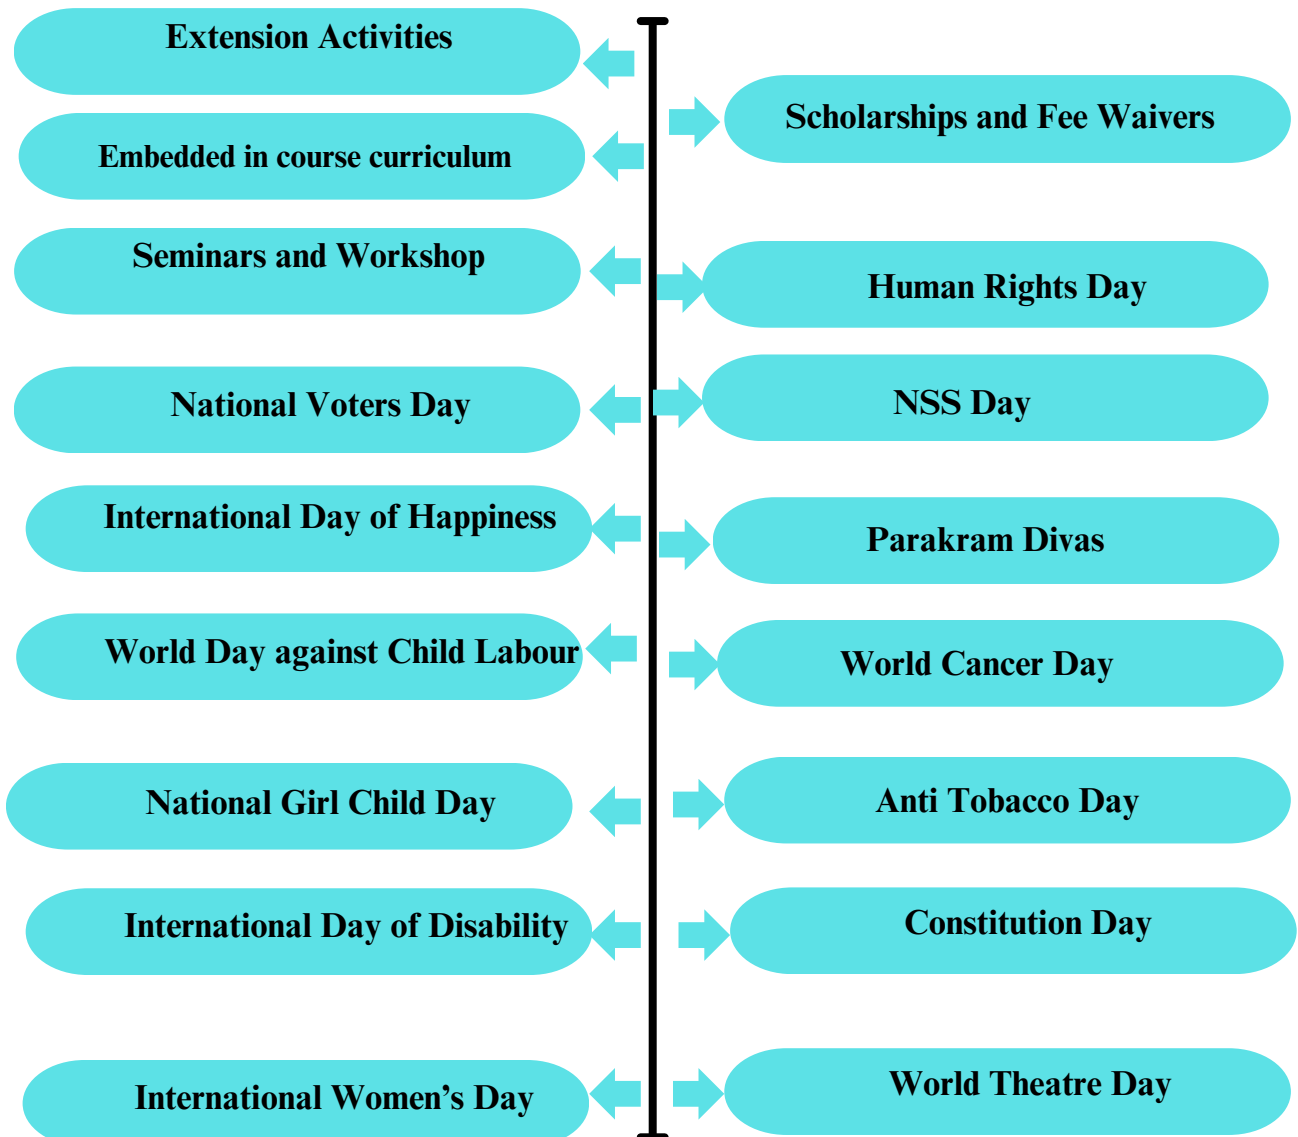 Extension Activities
Scholarships and Fee Waivers
Embedded in course curriculum
Seminars and Workshop
Human Rights Day
National Voters Day
NSS Day
International Day of Happiness
Parakram Divas
World Day against Child Labour
World Cancer Day
National Girl Child Day
Anti Tobacco Day
International Day of Disability
Constitution Day
International Women’s Day
World Theatre Day